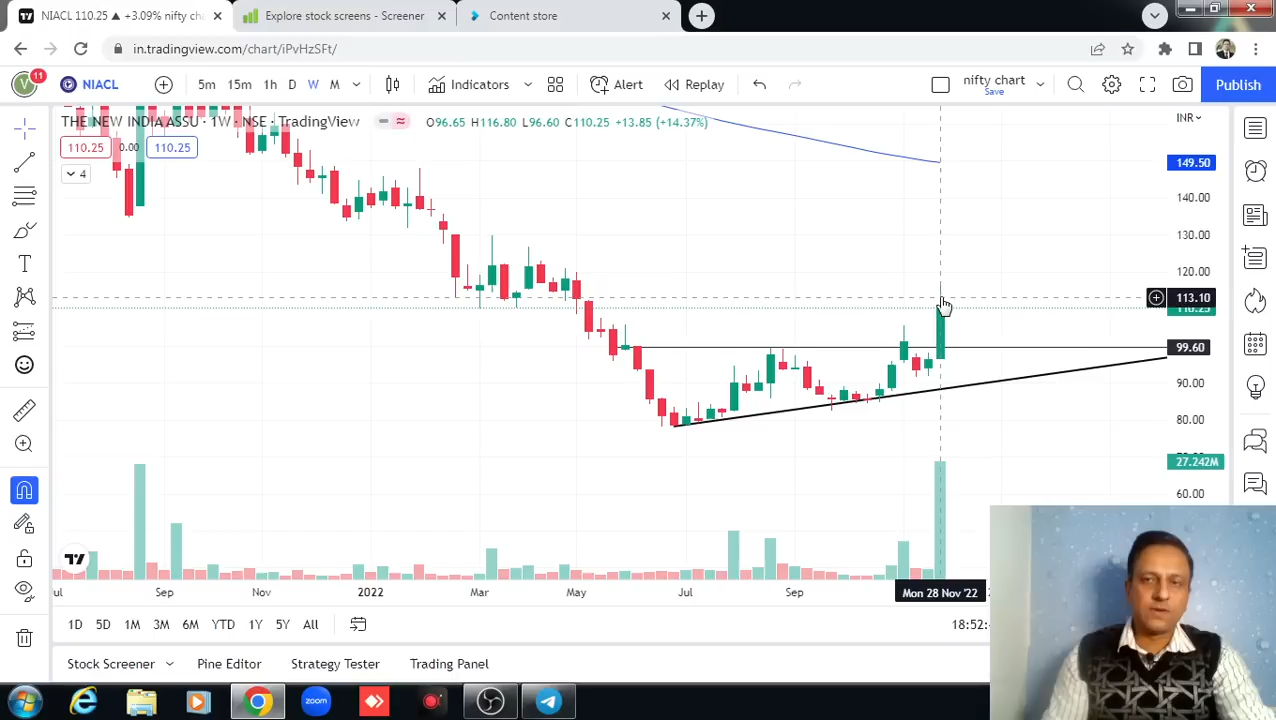 NIACL 110.25 ▲ +3.09% nifty ch
Explore stock screens - Screener
Content store
in.tradingview.com/chart/iPvHzSFt/
V
11
NIACL
5m 15m 1h D W M
Indicators
Alert
Replay
nifty chart
Save
Publish
THE NEW INDIA ASSU · 1W · NSE : TradingView
O96.65 H116.80 L96.60 C110.25 +13.85 (+14.37%)
INR
110.25 0.00 110.25
4
149.50
140.00
130.00
120.00
113.10
110.25
99.60
90.00
80.00
27.242M
60.00
Sep Nov 2022 Mar May Jul Sep
Mon 28 Nov '22
1D 5D 1M 3M 6M YTD 1Y 5Y All
18:52:4
Stock Screener Pine Editor Strategy Tester Trading Panel
zoom